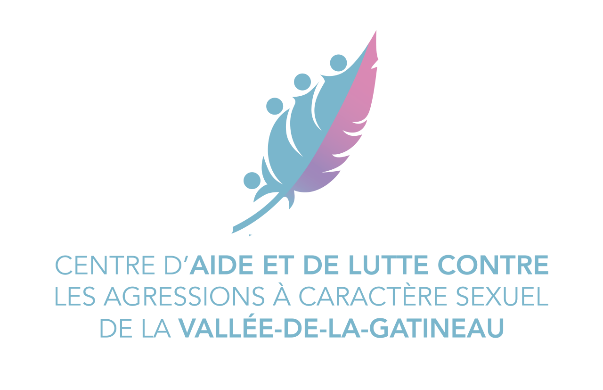 CENTRE D'AIDE ET DE LUTTE CONTRE
LES AGRESSIONS À CARACTÈRE SEXUEL
DE LA VALLÉE-DE-LA-GATINEAU